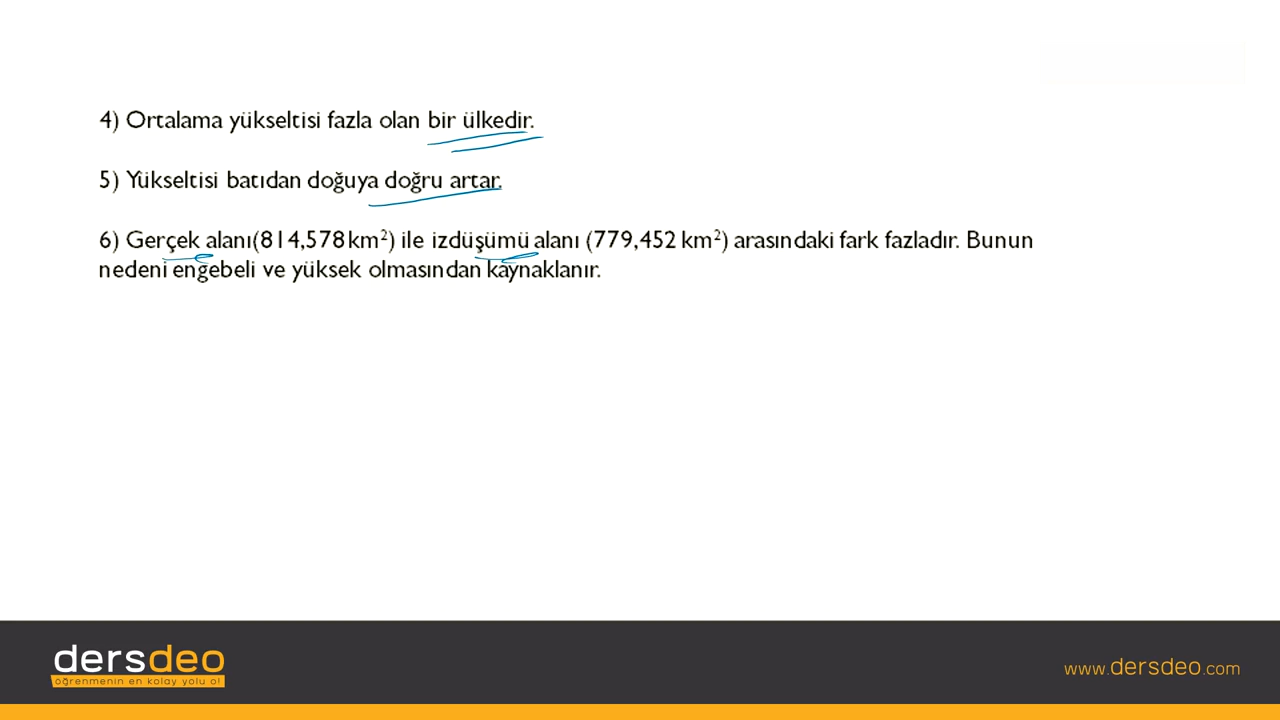 4) Ortalama yükseltisi fazla olan bir ülkedir.
5) Yükseltisi batıdan doğuya doğru artar.
6) Gerçek alanı(814,578 km²) ile izdüşümü alanı (779,452 km²) arasındaki fark fazladır. Bunun
nedeni engebeli ve yüksek olmasından kaynaklanır.
dersdeo
öğrenmenin en kolay yolu o!
www.dersdeo.com